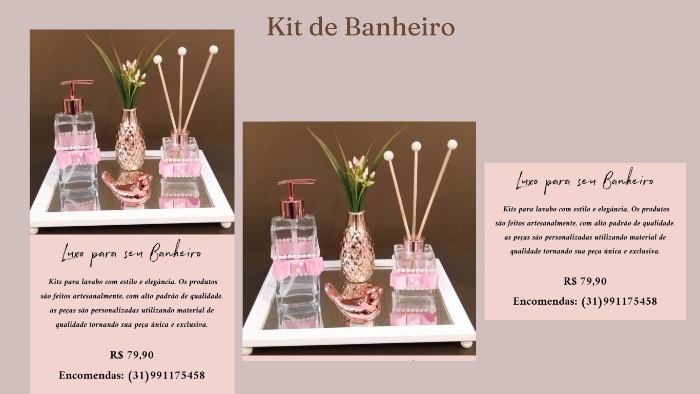 Kit de Banheiro
Luxo para seu Banheiro
Kits para lavabo com estilo e elegância. Os produtos
são feitos artesanalmente, com alto padrão de qualidade,
as peças são personalizadas utilizando material de
qualidade tornando sua peça única e exclusiva.
R$ 79,90
Encomendas: (31)991175458
Luxo para seu Banheiro
Kits para lavabo com estilo e elegância. Os produtos
são feitos artesanalmente, com alto padrão de qualidade,
as peças são personalizadas utilizando material de
qualidade tornando sua peça única e exclusiva.
R$ 79,90
Encomendas: (31)991175458